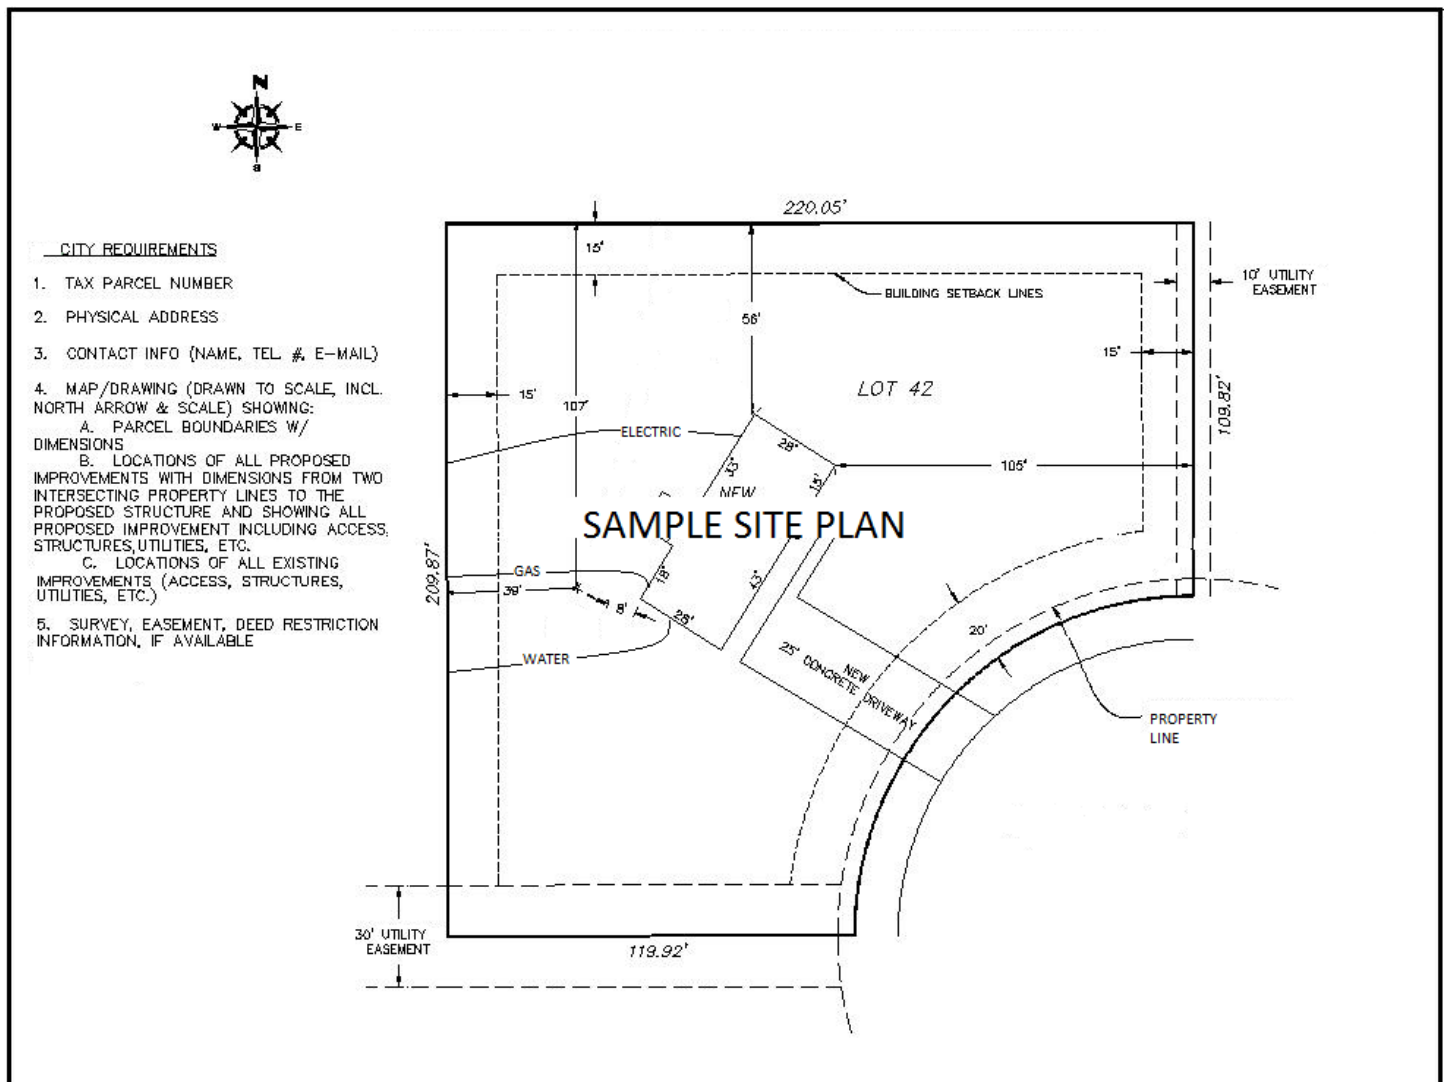 N
W
E
S
220.05'
CITY REQUIREMENTS
1. TAX PARCEL NUMBER
2. PHYSICAL ADDRESS
3. CONTACT INFO (NAME, TEL. #, E-MAIL)
4. MAP/DRAWING (DRAWN TO SCALE, INCL.
NORTH ARROW & SCALE) SHOWING:
A. PARCEL BOUNDARIES W/
DIMENSIONS
B. LOCATIONS OF ALL PROPOSED
IMPROVEMENTS WITH DIMENSIONS FROM TWO
INTERSECTING PROPERTY LINES TO THE
PROPOSED STRUCTURE AND SHOWING ALL
PROPOSED IMPROVEMENT INCLUDING ACCESS,
STRUCTURES, UTILITIES, ETC.
C. LOCATIONS OF ALL EXISTING
IMPROVEMENTS (ACCESS, STRUCTURES,
UTILITIES, ETC.)
5. SURVEY, EASEMENT, DEED RESTRICTION
INFORMATION, IF AVAILABLE
15'
BUILDING SETBACK LINES
10' UTILITY
EASEMENT
56'
15'
15'
107'
LOT 42
109.82'
ELECTRIC
28'
33'
15'
105'
NEW
SAMPLE SITE PLAN
209.87'
GAS
39'
18'
43'
8'
28'
WATER
20'
NEW
25' CONCRETE DRIVEWAY
PROPERTY
LINE
30' UTILITY
EASEMENT
119.92'